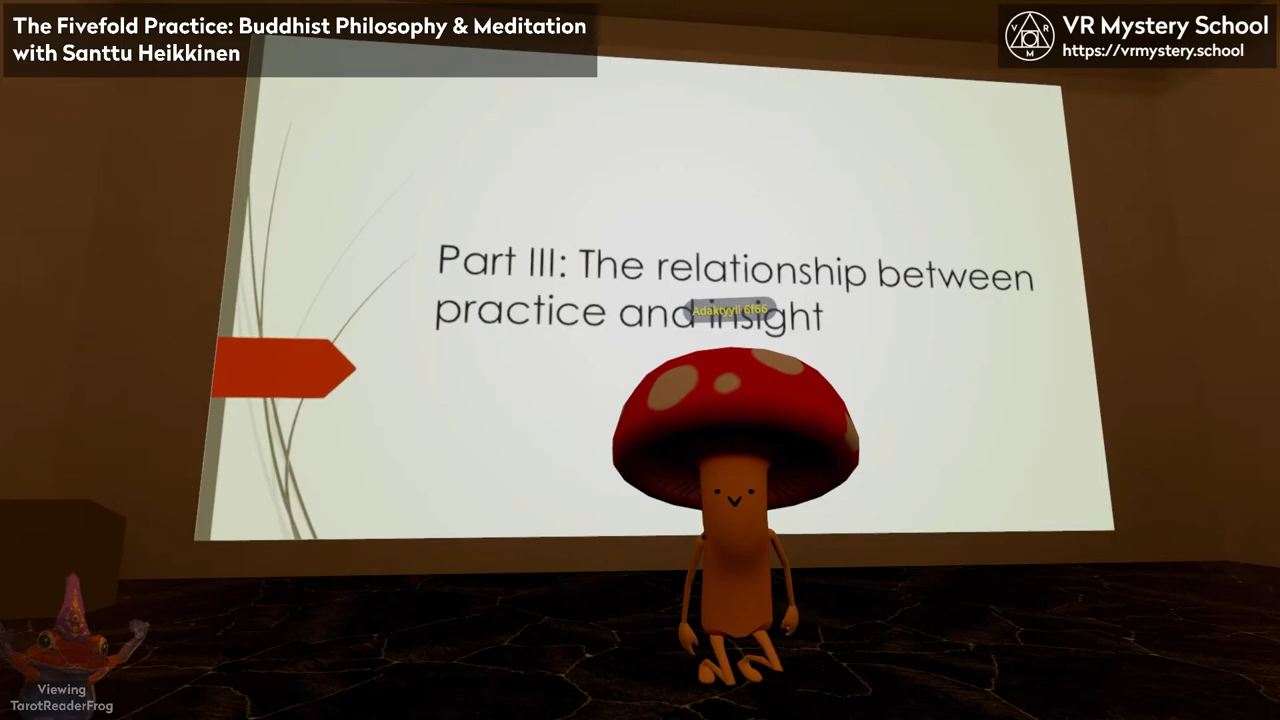 The Fivefold Practice: Buddhist Philosophy & Meditation
with Santtu Heikkinen
V R
M
VR Mystery School
https://vrmystery.school
Part III: The relationship between
practice and insight
Adaktyyli 6f66
Viewing
TarotReaderFrog